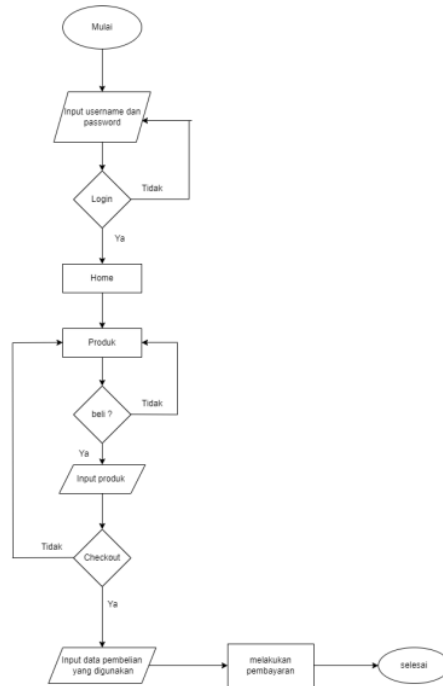 Mulai
Input username dan
password
Tidak
Login
Ya
Home
Produk
Tidak
beli ?
Ya
Input produk
Tidak
Checkout
Ya
Input data pembelian
yang digunakan
melakukan
pembayaran
selesai